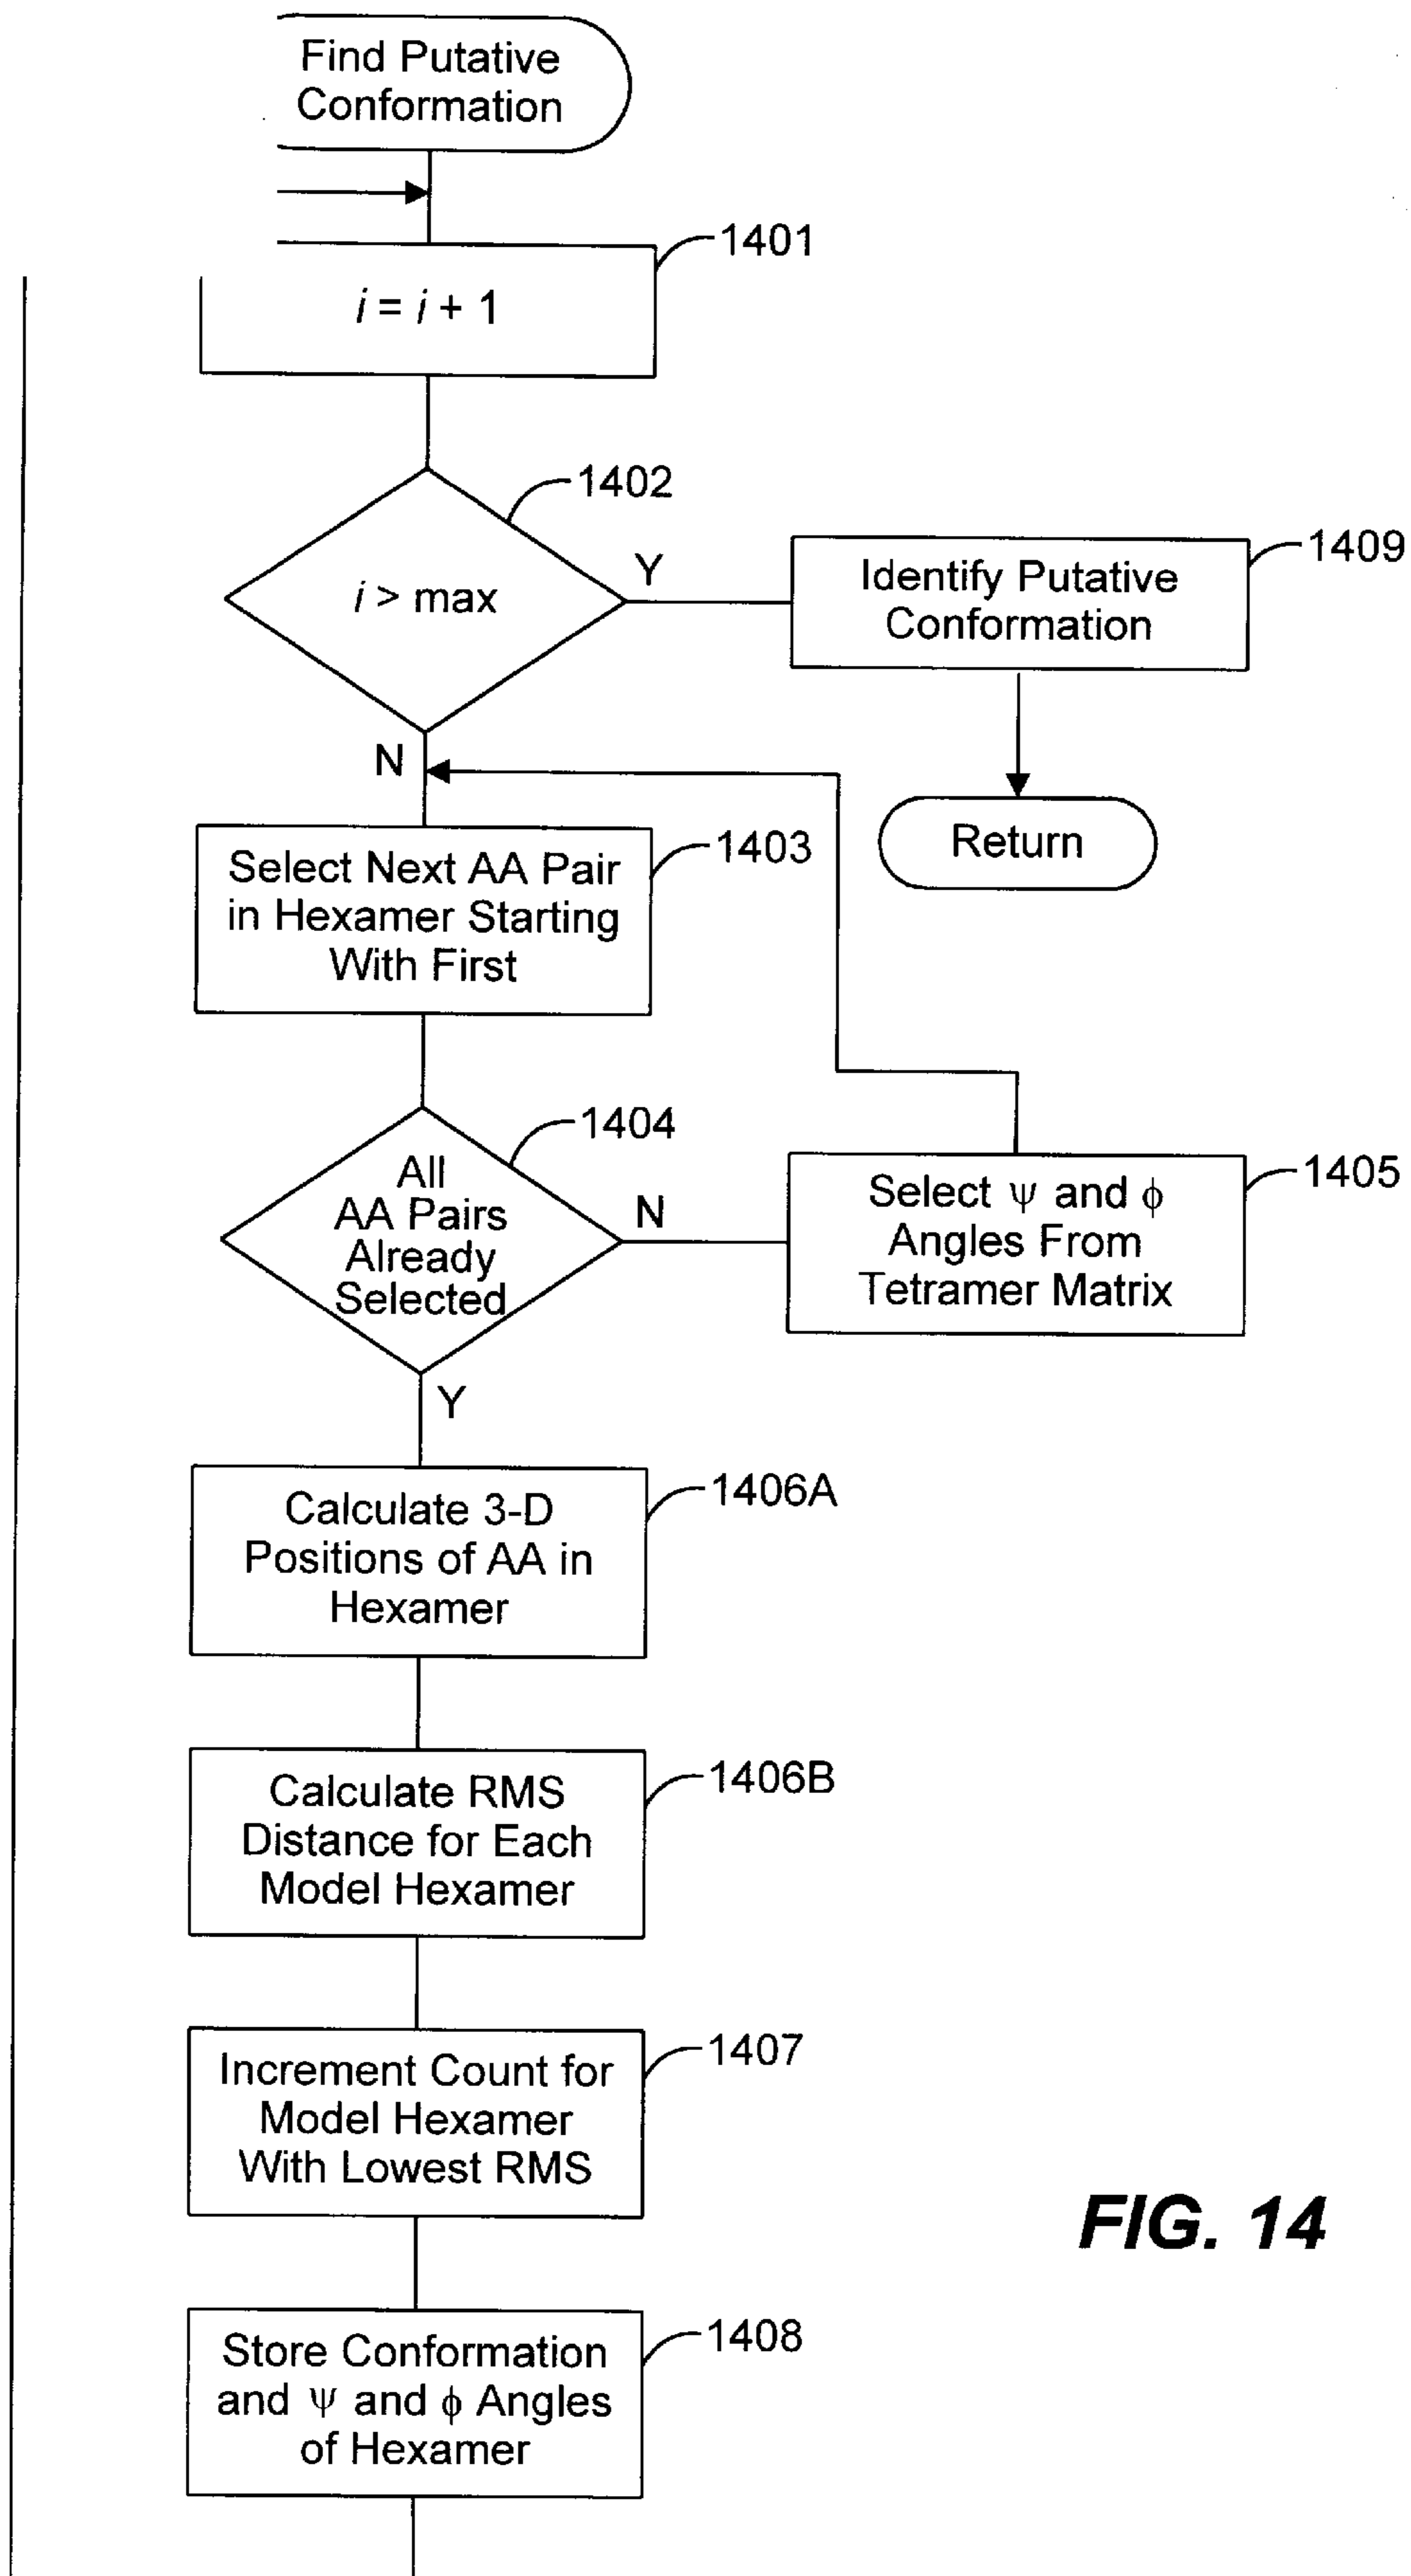 Find Putative
Conformation
1401
i = i + 1
1402
i > max
Y
1409
Identify Putative
Conformation
N
Return
1403
Select Next AA Pair
in Hexamer Starting
With First
1404
All
AA Pairs
Already
Selected
N
1405
Select ψ and ϕ
Angles From
Tetramer Matrix
Y
1406A
Calculate 3-D
Positions of AA in
Hexamer
1406B
Calculate RMS
Distance for Each
Model Hexamer
1407
Increment Count for
Model Hexamer
With Lowest RMS
FIG. 14
1408
Store Conformation
and ψ and ϕ Angles
of Hexamer